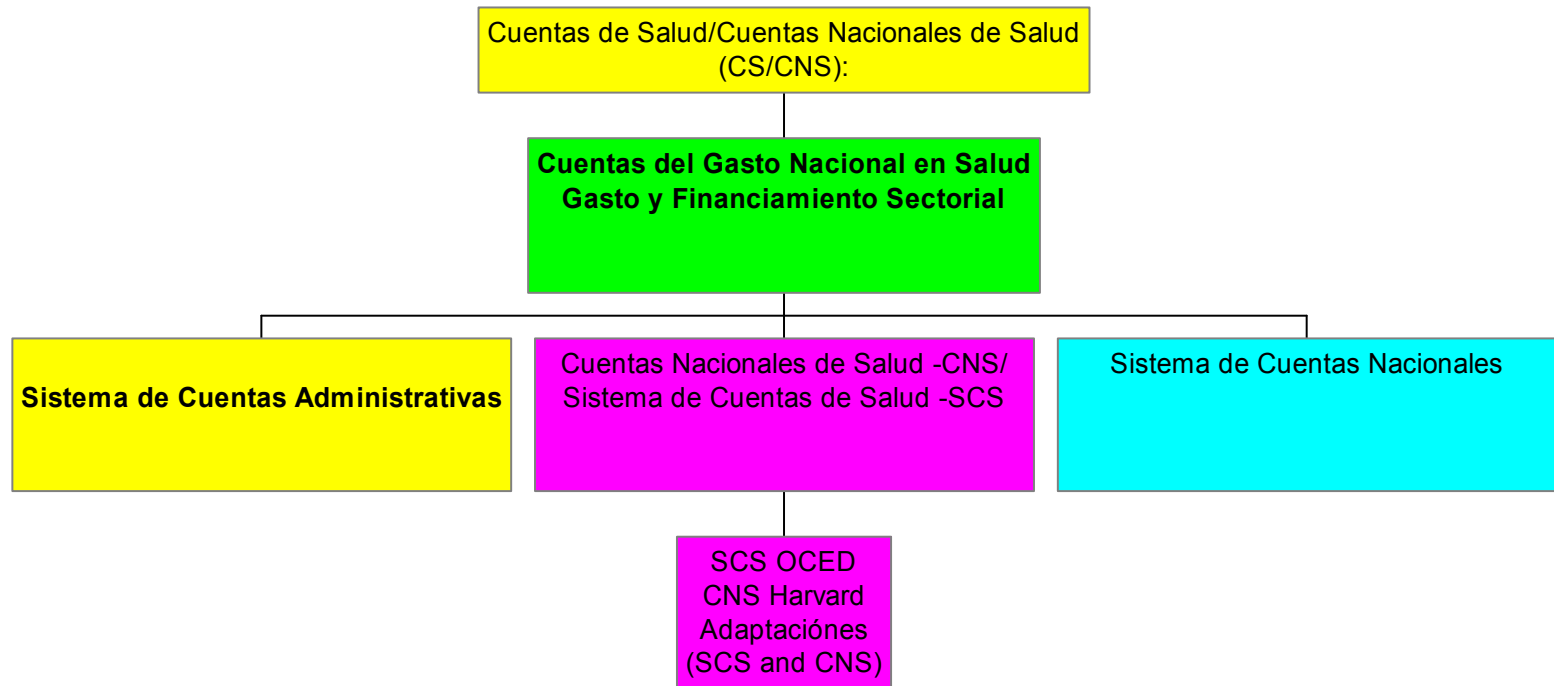 Cuentas de Salud/Cuentas Nacionales de Salud
(CS/CNS):
Cuentas del Gasto Nacional en Salud
Gasto y Financiamiento Sectorial
Sistema de Cuentas Administrativas
Cuentas Nacionales de Salud -CNS/
Sistema de Cuentas de Salud -SCS
Sistema de Cuentas Nacionales
SCS OCED
CNS Harvard
Adaptaciónes
(SCS and CNS)